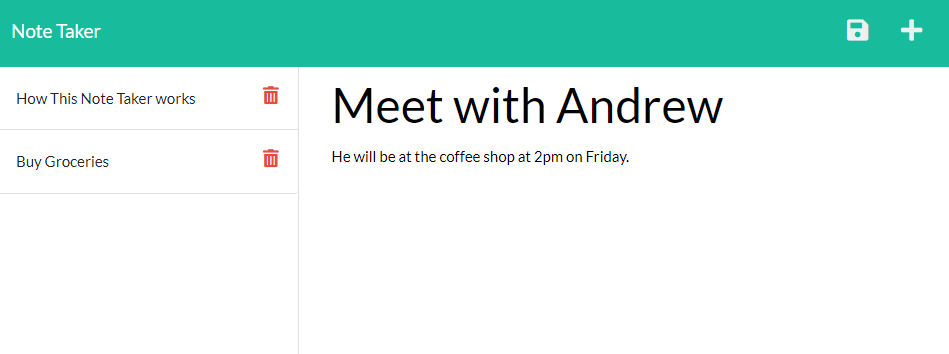 Note Taker
How This Note Taker works
Buy Groceries
Meet with Andrew
He will be at the coffee shop at 2pm on Friday.